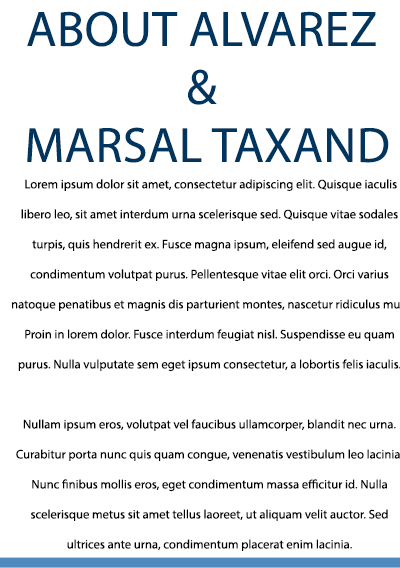 ABOUT ALVAREZ
&
MARSAL TAXAND
Lorem ipsum dolor sit amet, consectetur adipiscing elit. Quisque iaculis
libero leo, sit amet interdum urna scelerisque sed. Quisque vitae sodales
turpis, quis hendrerit ex. Fusce magna ipsum, eleifend sed augue id,
condimentum volutpat purus. Pellentesque vitae elit orci. Orci varius
natoque penatibus et magnis dis parturient montes, nascetur ridiculus mu
Proin in lorem dolor. Fusce interdum feugiat nisl. Suspendisse eu quam
purus. Nulla vulputate sem eget ipsum consectetur, a lobortis felis iaculis.
Nullam ipsum eros, volutpat vel faucibus ullamcorper, blandit nec urna.
Curabitur porta nunc quis quam congue, venenatis vestibulum leo lacinia
Nunc finibus mollis eros, eget condimentum massa efficitur id. Nulla
scelerisque metus sit amet tellus laoreet, ut aliquam velit auctor. Sed
ultrices ante urna, condimentum placerat enim lacinia.